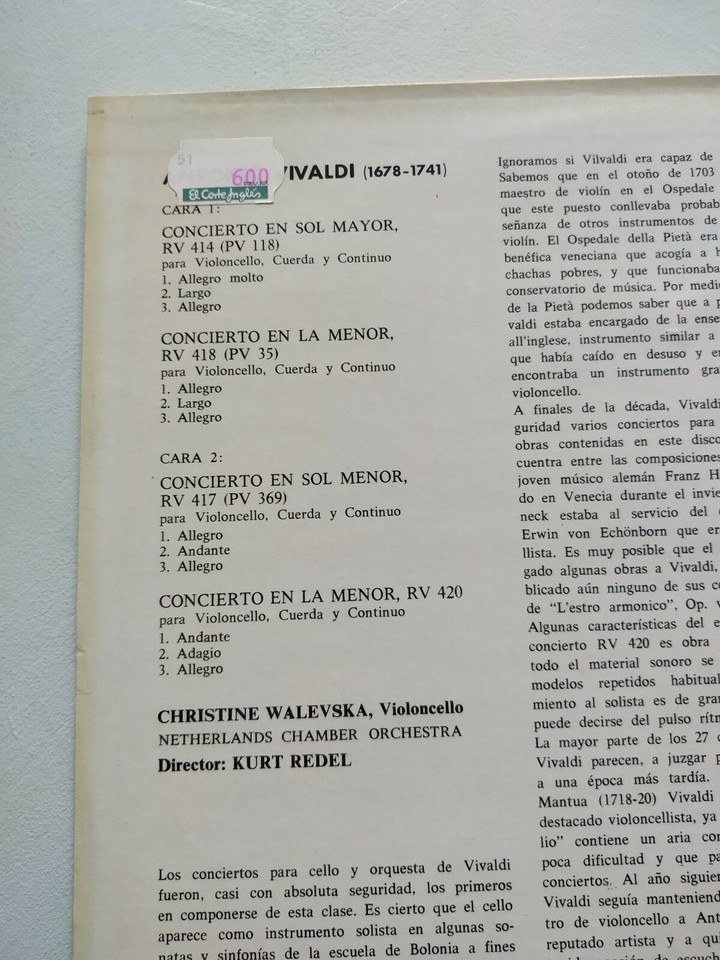 51
600
El Corte Inglés
VIVALDI (1678-1741)
CARA 1:
CONCIERTO EN SOL MAYOR,
RV 414 (PV 118)
para Violoncello, Cuerda y Continuo
1. Allegro molto
2. Largo
3. Allegro
CONCIERTO EN LA MENOR,
RV 418 (PV 35)
para Violoncello, Cuerda y Continuo
1. Allegro
2. Largo
3. Allegro
CARA 2:
CONCIERTO EN SOL MENOR,
RV 417 (PV 369)
para Violoncello, Cuerda y Continuo
1. Allegro
2. Andante
3. Allegro
CONCIERTO EN LA MENOR, RV 420
para Violoncello, Cuerda y Continuo
1. Andante
2. Adagio
3. Allegro
CHRISTINE WALEVSKA, Violoncello
NETHERLANDS CHAMBER ORCHESTRA
Director: KURT REDEL
Los conciertos para cello y orquesta de Vivaldi
fueron, casi con absoluta seguridad, los primeros
en componerse de esta clase. Es cierto que el cello
aparece como instrumento solista en algunas so-
natas y sinfonías de la escuela de Bolonia a fines
Ignoramos si Vilvaldi era capaz de
Sabemos que en el otoño de 1703
maestro de violín en el Ospedale
que este puesto conllevaba probab
señanza de otros instrumentos de
violín. El Ospedale della Pietà era
benéfica veneciana que acogía a h
chachas pobres, y que funcionaba
conservatorio de música. Por medi
de la Pietà podemos saber que a p
valdi estaba encargado de la ense
all'inglese, instrumento similar a
que había caído en desuso y e
encontraba un instrumento gra
violoncello.
A finales de la década, Vivaldi
guridad varios conciertos para
obras contenidas en este disco
cuentra entre las composiciones
joven músico alemán Franz H
do en Venecia durante el invie
neck estaba al servicio del
Erwin von Echönborn que er
llista. Es muy posible que el
gado algunas obras a Vivaldi,
blicado aún ninguno de sus c
de "L'estro armonico", Op.
Algunas características del e
concierto RV 420 es obra
todo el material sonoro se
modelos repetidos habitual
miento al solista es de gran
puede decirse del pulso rítm
La mayor parte de los 27 c
Vivaldi parecen, a juzgar p
a una época más tardía.
Mantua (1718-20) Vivaldi
destacado violoncellista, ya
lio" contiene un aria con
poca dificultad y que pa
conciertos. Al año siguien
Vivaldi seguía manteniend
tro de violoncello a Ant
reputado artista y a qui